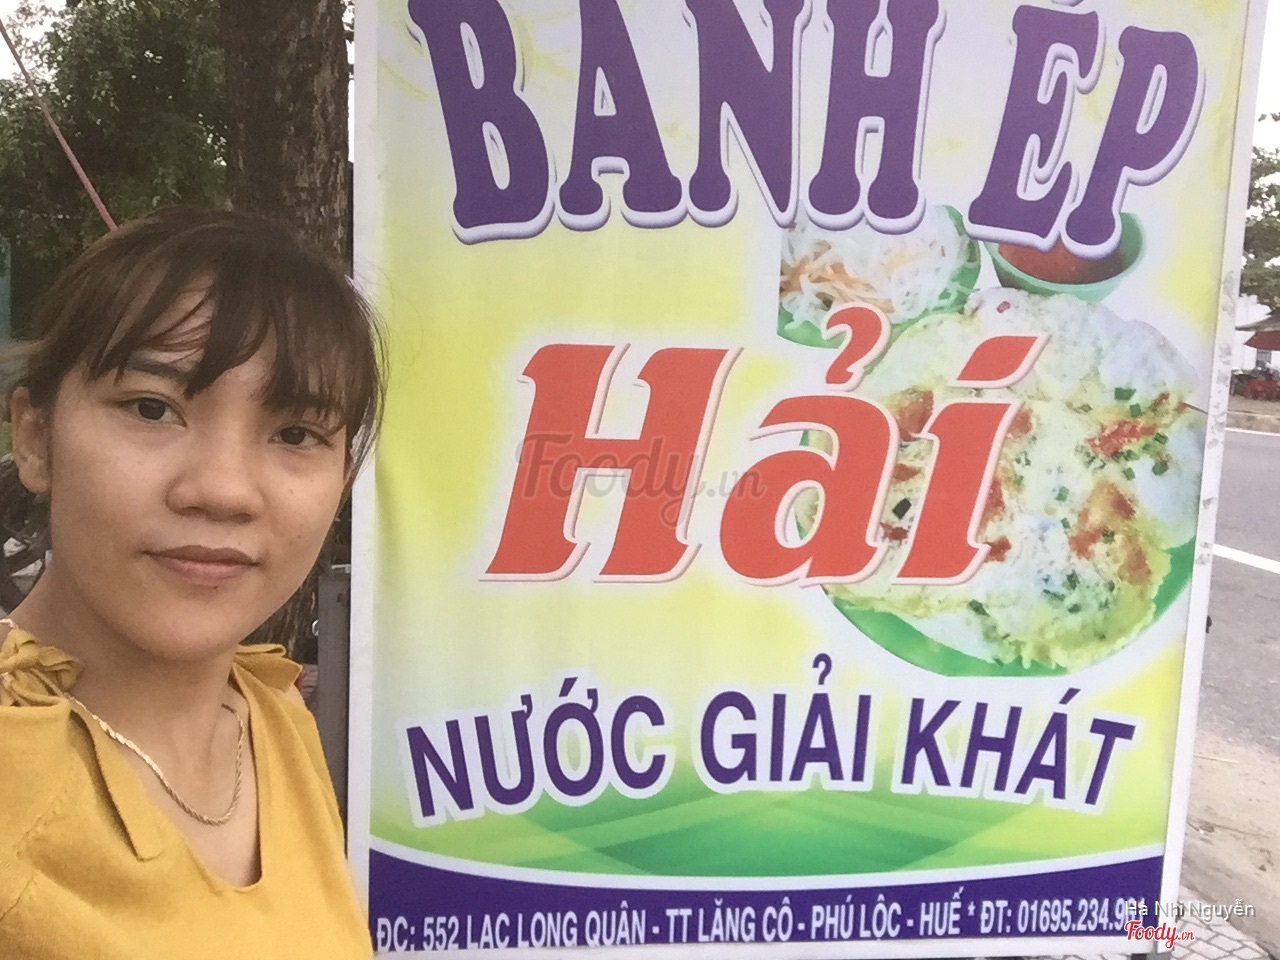 BÁNH ÉP
Hải
Foody.vn
NƯỚC GIẢI KHÁT
ĐC: 552 LẠC LONG QUÂN - TT LĂNG CÔ - PHÚ LỘC - HUẾ * ĐT: 01695.234.9
Hà Nhi Nguyễn
Foody.vn